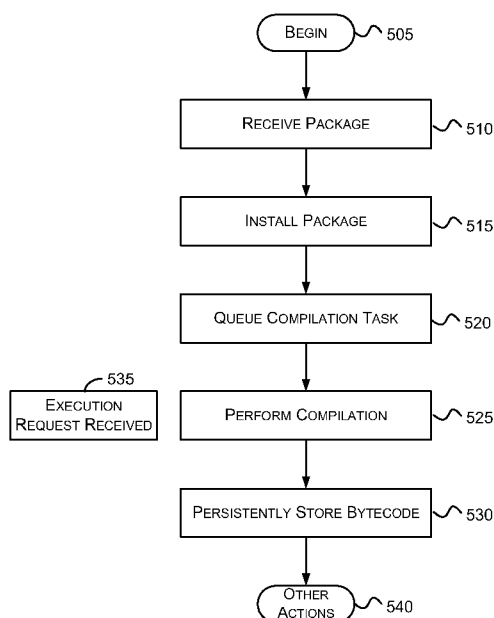 BEGIN
505
RECEIVE PACKAGE
510
INSTALL PACKAGE
515
QUEUE COMPILATION TASK
520
535
EXECUTION
REQUEST RECEIVED
PERFORM COMPILATION
525
PERSISTENTLY STORE BYTECODE
530
OTHER
ACTIONS
540